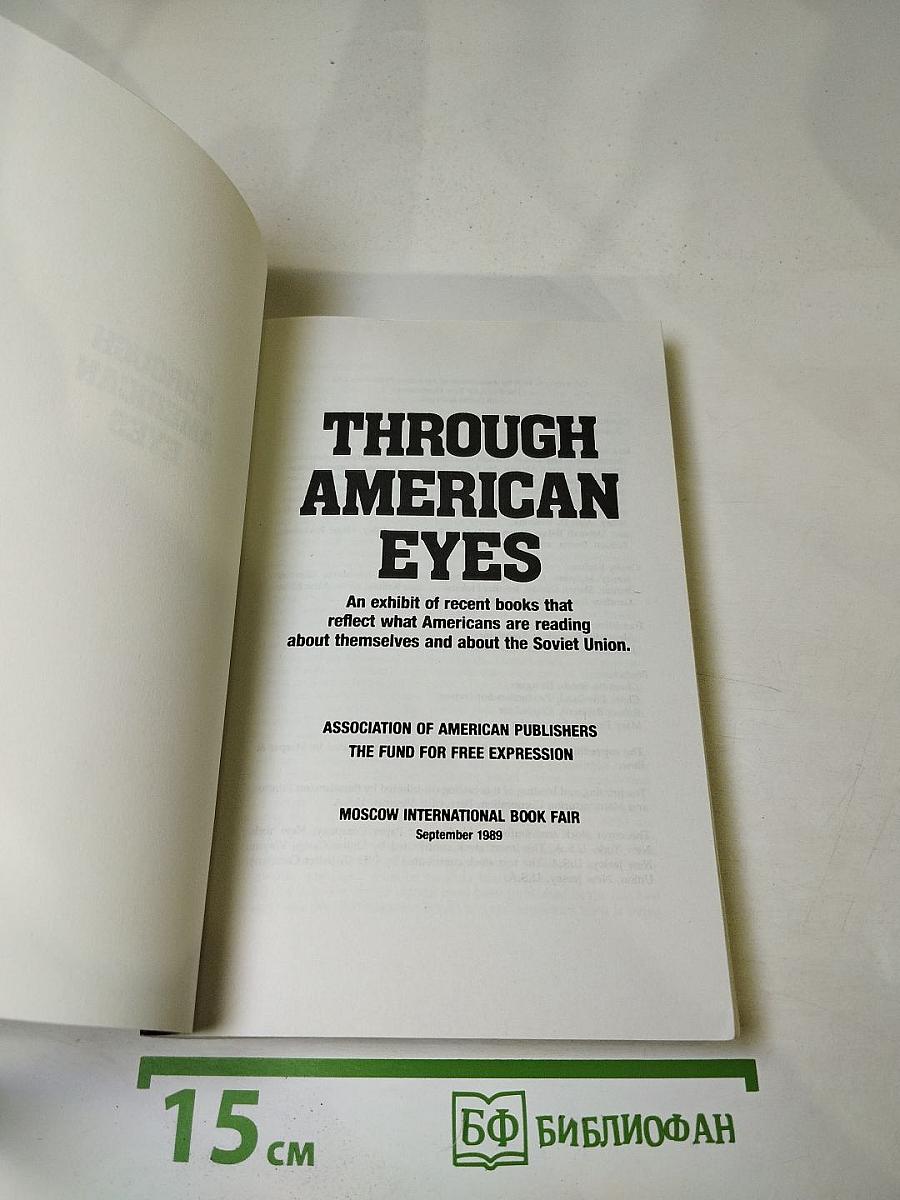 THROUGH
AMERICAN
EYES
An exhibit of recent books that
reflect what Americans are reading
about themselves and about the Soviet Union.
ASSOCIATION OF AMERICAN PUBLISHERS
THE FUND FOR FREE EXPRESSION
MOSCOW INTERNATIONAL BOOK FAIR
September 1989
15 см
БФ БИБЛИОФАН